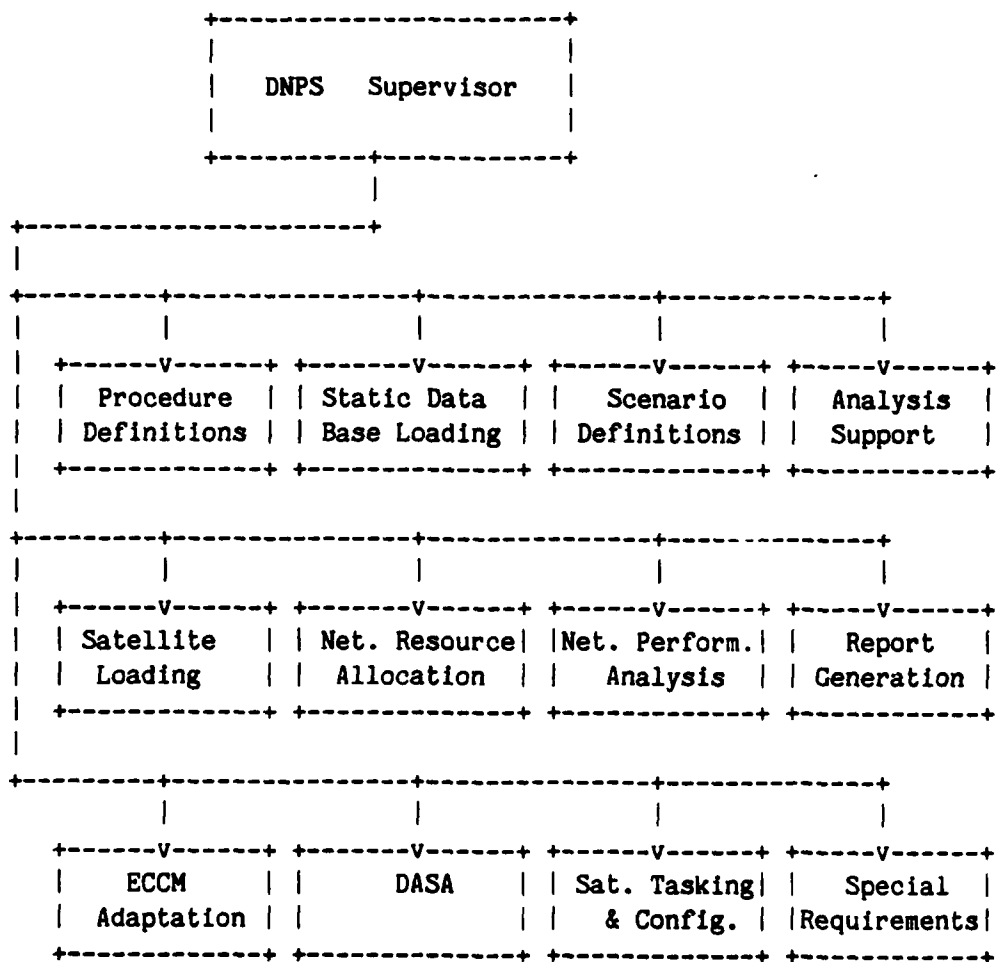 DNPS Supervisor
Procedure Definitions
Static Data Base Loading
Scenario Definitions
Analysis Support
Satellite Loading
Net. Resource Allocation
Net. Perform. Analysis
Report Generation
ECCM Adaptation
DASA
Sat. Tasking & Config.
Special Requirements